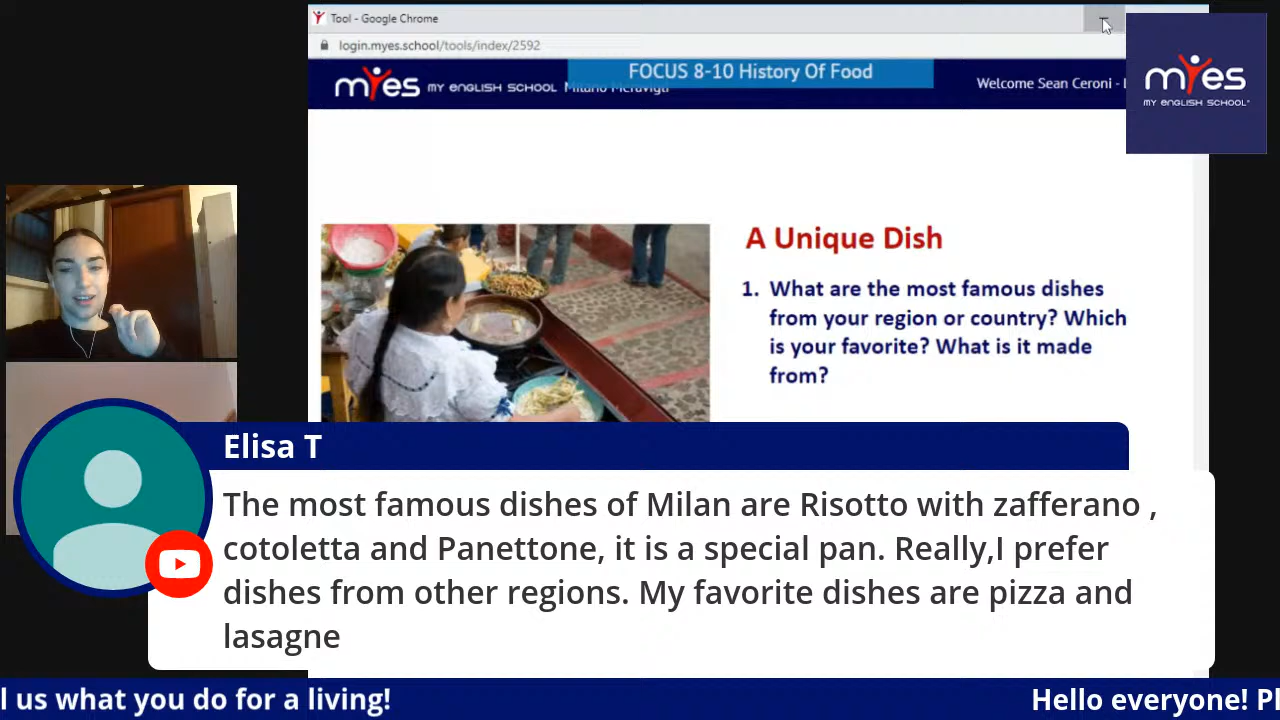 Tool - Google Chrome
login.myes.school/tools/index/2592
FOCUS 8-10 History Of Food
myes MY ENGLISH SCHOOL Milano Meravigli
Welcome Sean Ceroni -
myes
MY ENGLISH SCHOOL
A Unique Dish
1. What are the most famous dishes
from your region or country? Which
is your favorite? What is it made
from?
Elisa T
The most famous dishes of Milan are Risotto with zafferano ,
cotoletta and Panettone, it is a special pan. Really,I prefer
dishes from other regions. My favorite dishes are pizza and
lasagne
l us what you do for a living!
Hello everyone! Pl